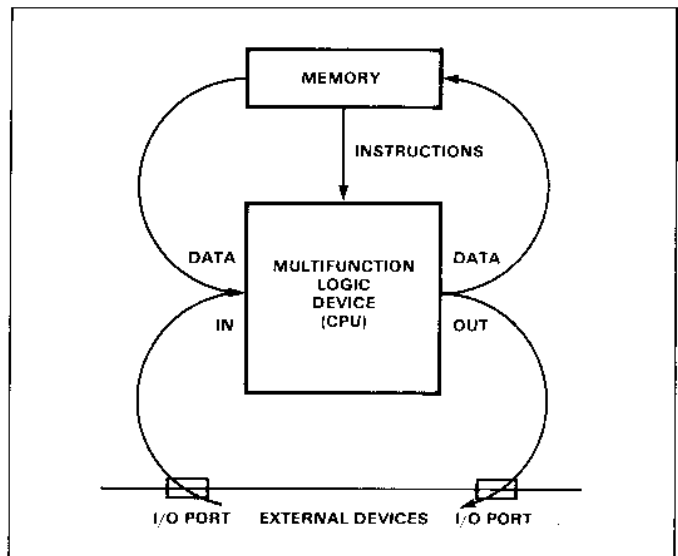 MEMORY
INSTRUCTIONS
DATA
MULTIFUNCTION
LOGIC
DEVICE
(CPU)
DATA
IN
OUT
I/O PORT
EXTERNAL DEVICES
I/O PORT